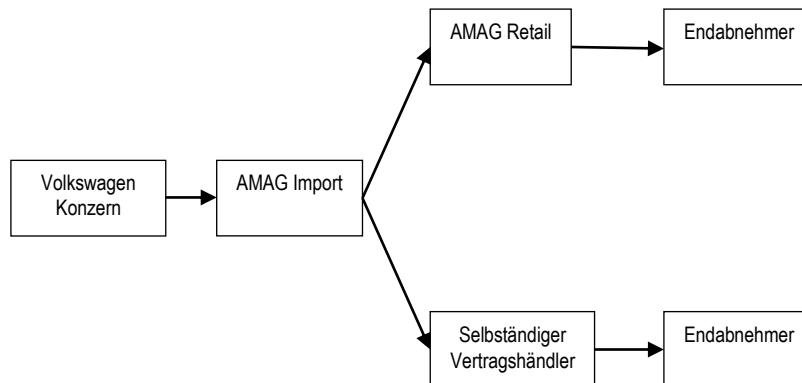 AMAG Retail
Endabnehmer
Volkswagen
Konzern
AMAG Import
Selbständiger
Vertragshändler
Endabnehmer